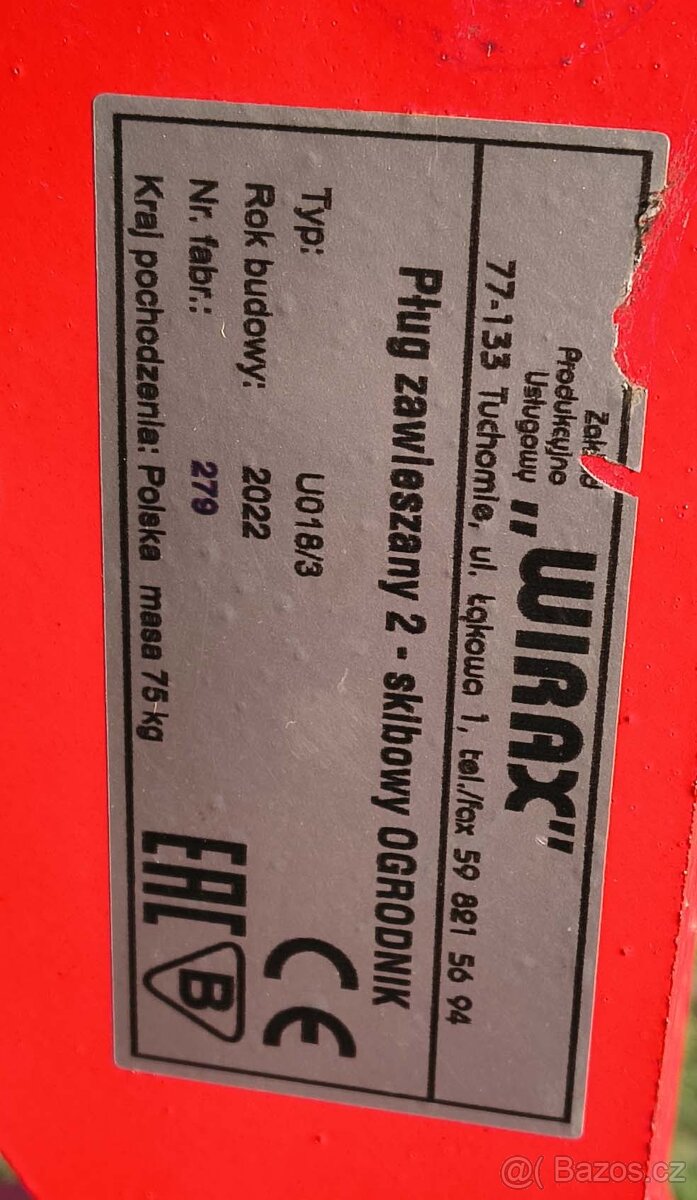 Zakład
Produkcyjno
Usługowy „WIRAX”
77-133 Tuchomie, ul. Łąkowa 1, tel./fax 59 821 56 94
Pług zawieszany 2 - skibowy OGRODNIK
Typ: U018/3
Rok budowy: 2022
Nr. fabr.: 279
Kraj pochodzenia: Polska masa 75 kg
CE
EAC
B
@( Bazos.cz